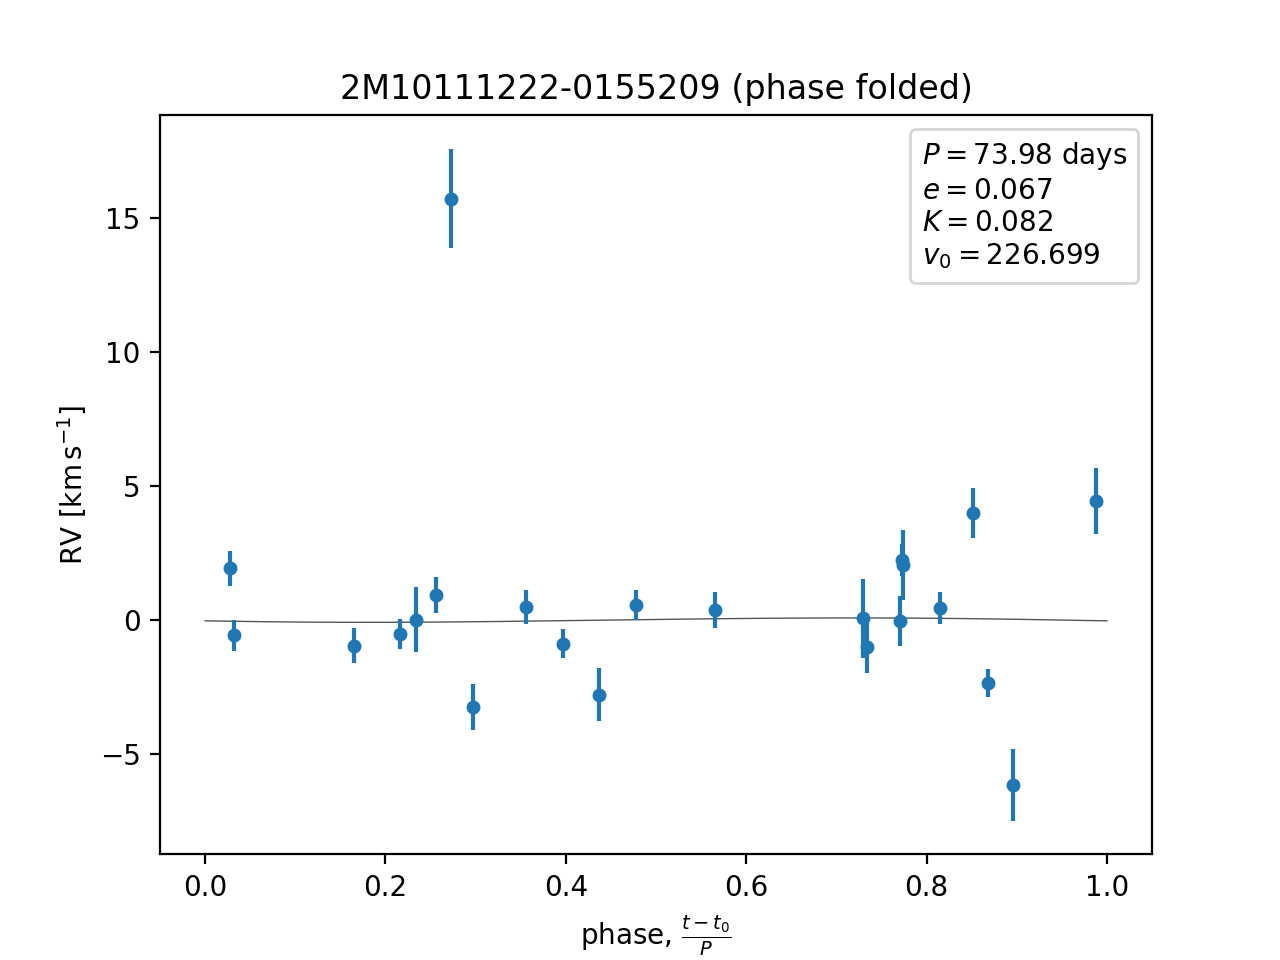 2M10111222-0155209 (phase folded)
P = 73.98 days
e = 0.067
K = 0.082
v₀ = 226.699
15
10
5
0
−5
RV [km s⁻¹]
0.0 0.2 0.4 0.6 0.8 1.0
phase, (t − t₀)/P